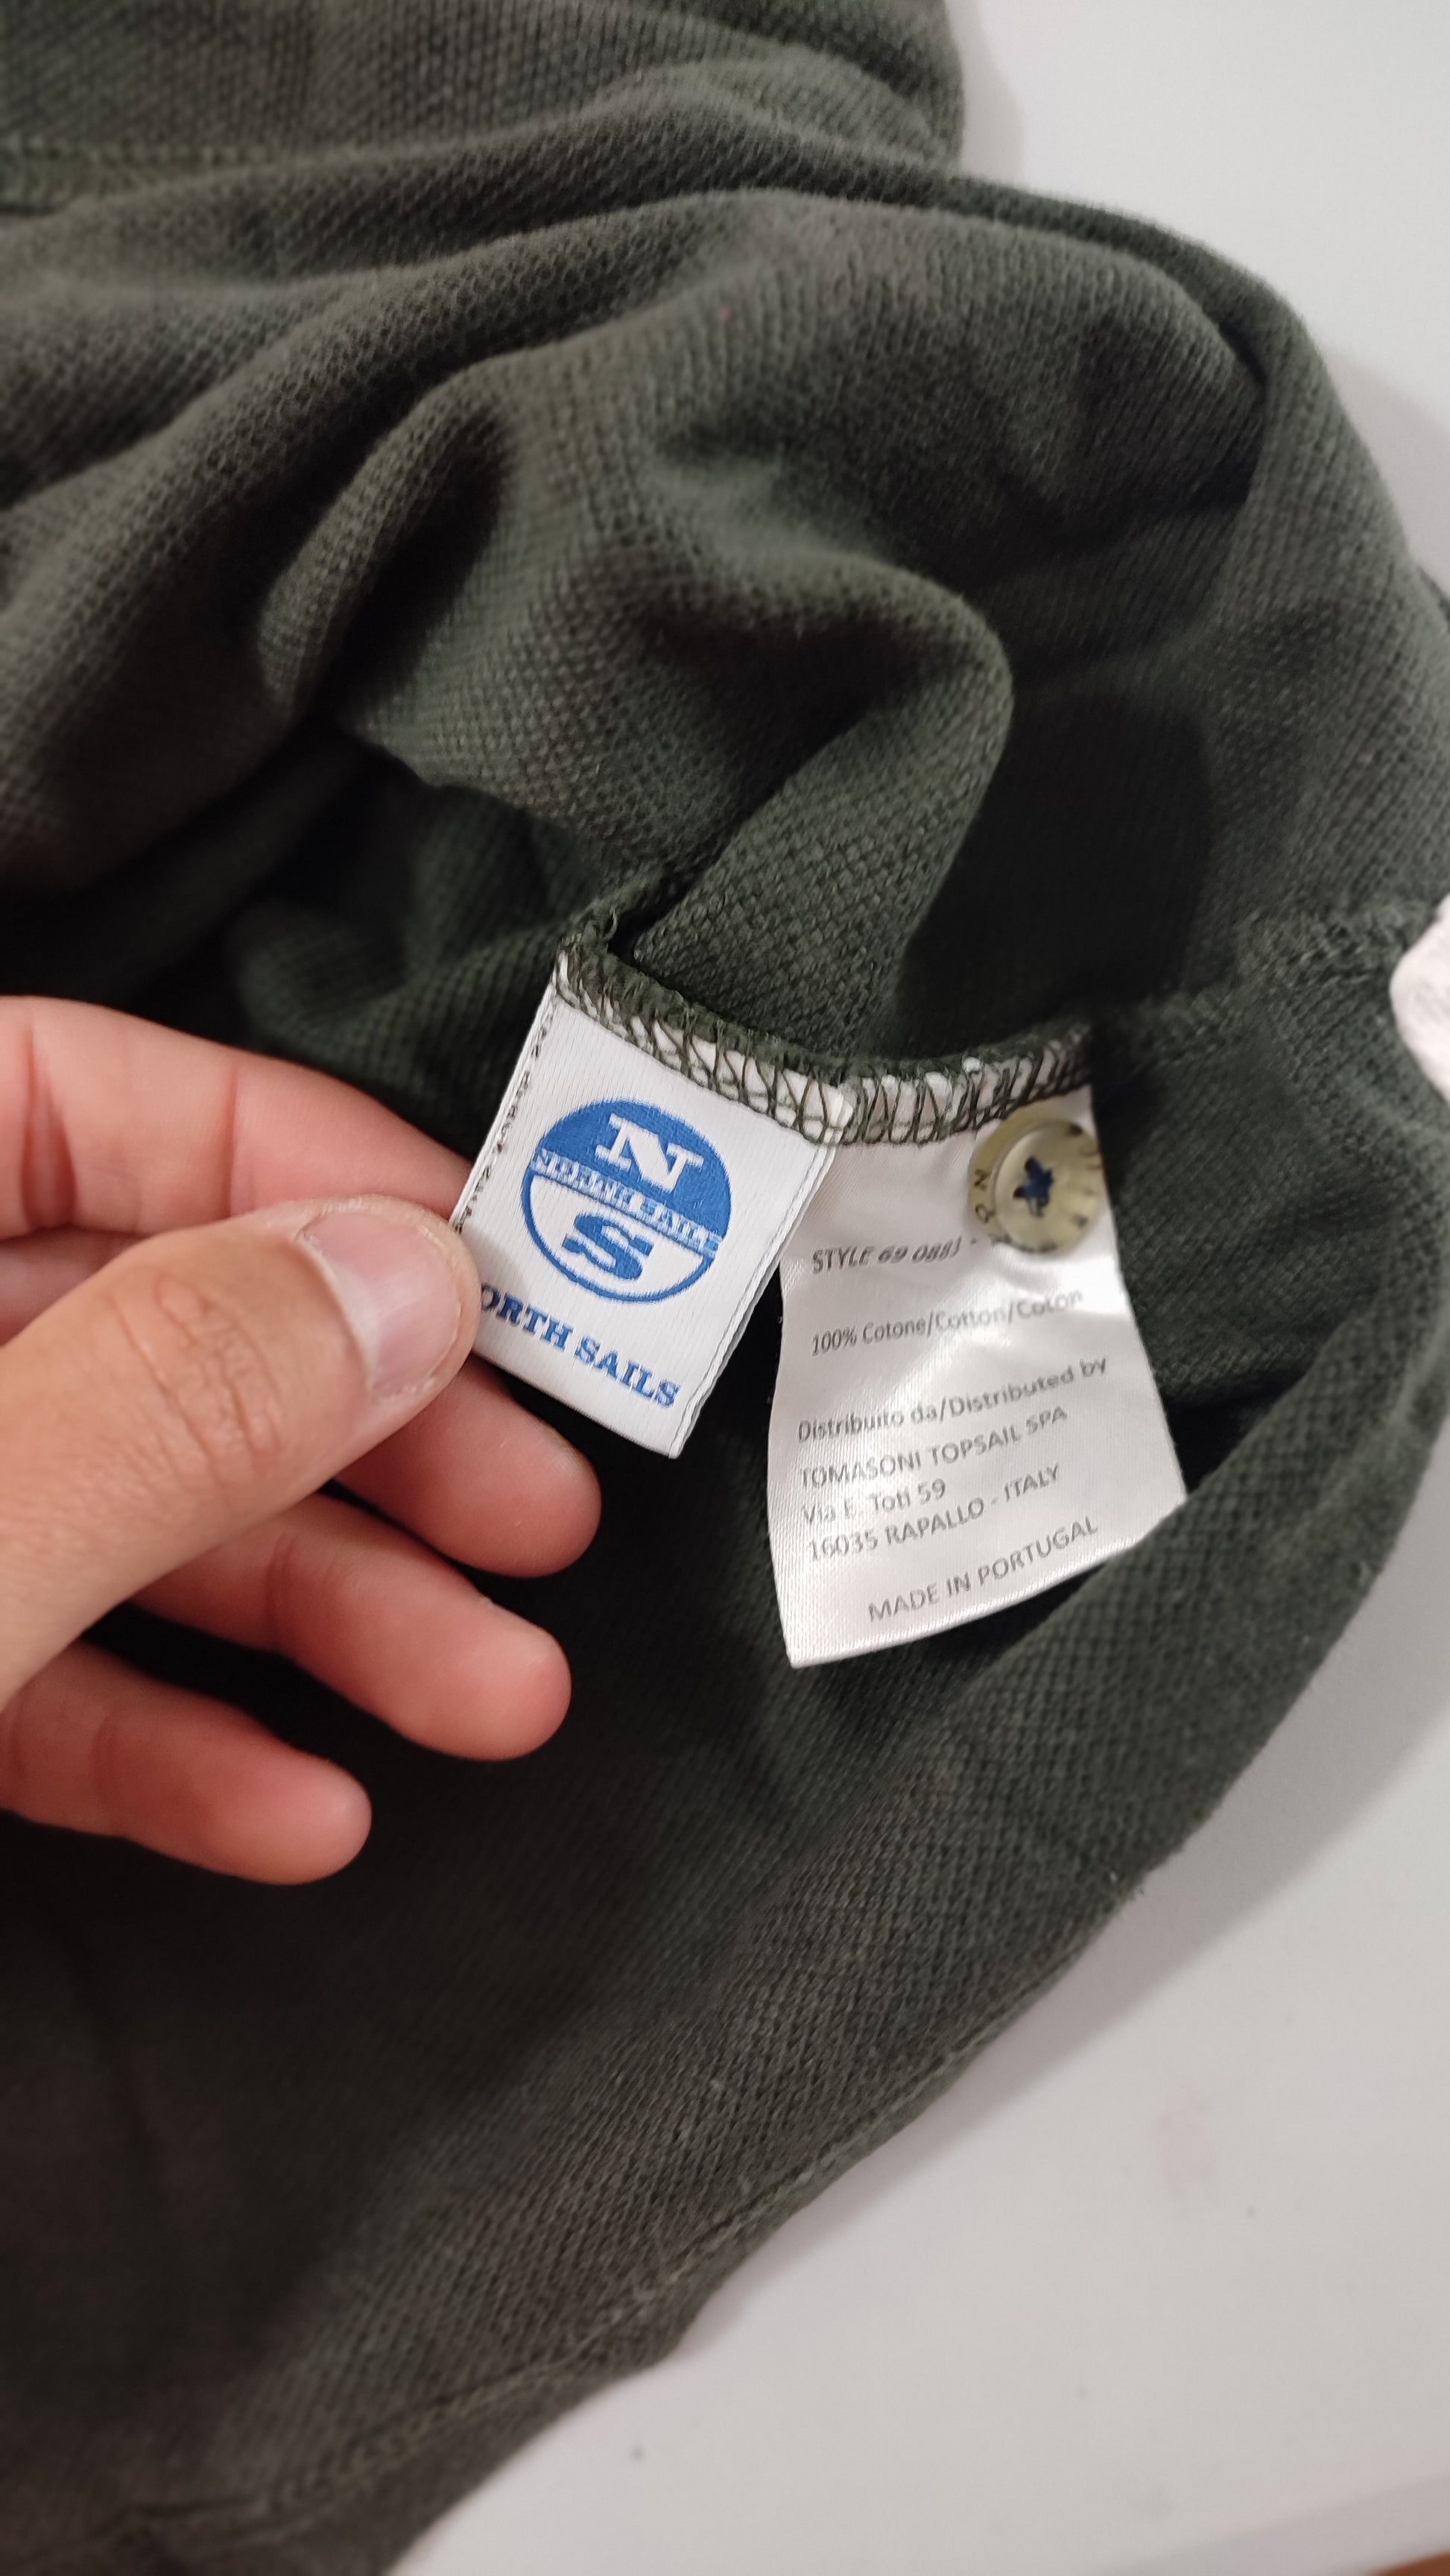 N
NORTH SAILS
S
ORTH SAILS
STYLE 69 0883 -
100% Cotone/Cotton/Coton
Distribuito da/Distributed by
TOMASONI TOPSAIL SPA
Via E. Toti 59
16035 RAPALLO - ITALY
MADE IN PORTUGAL